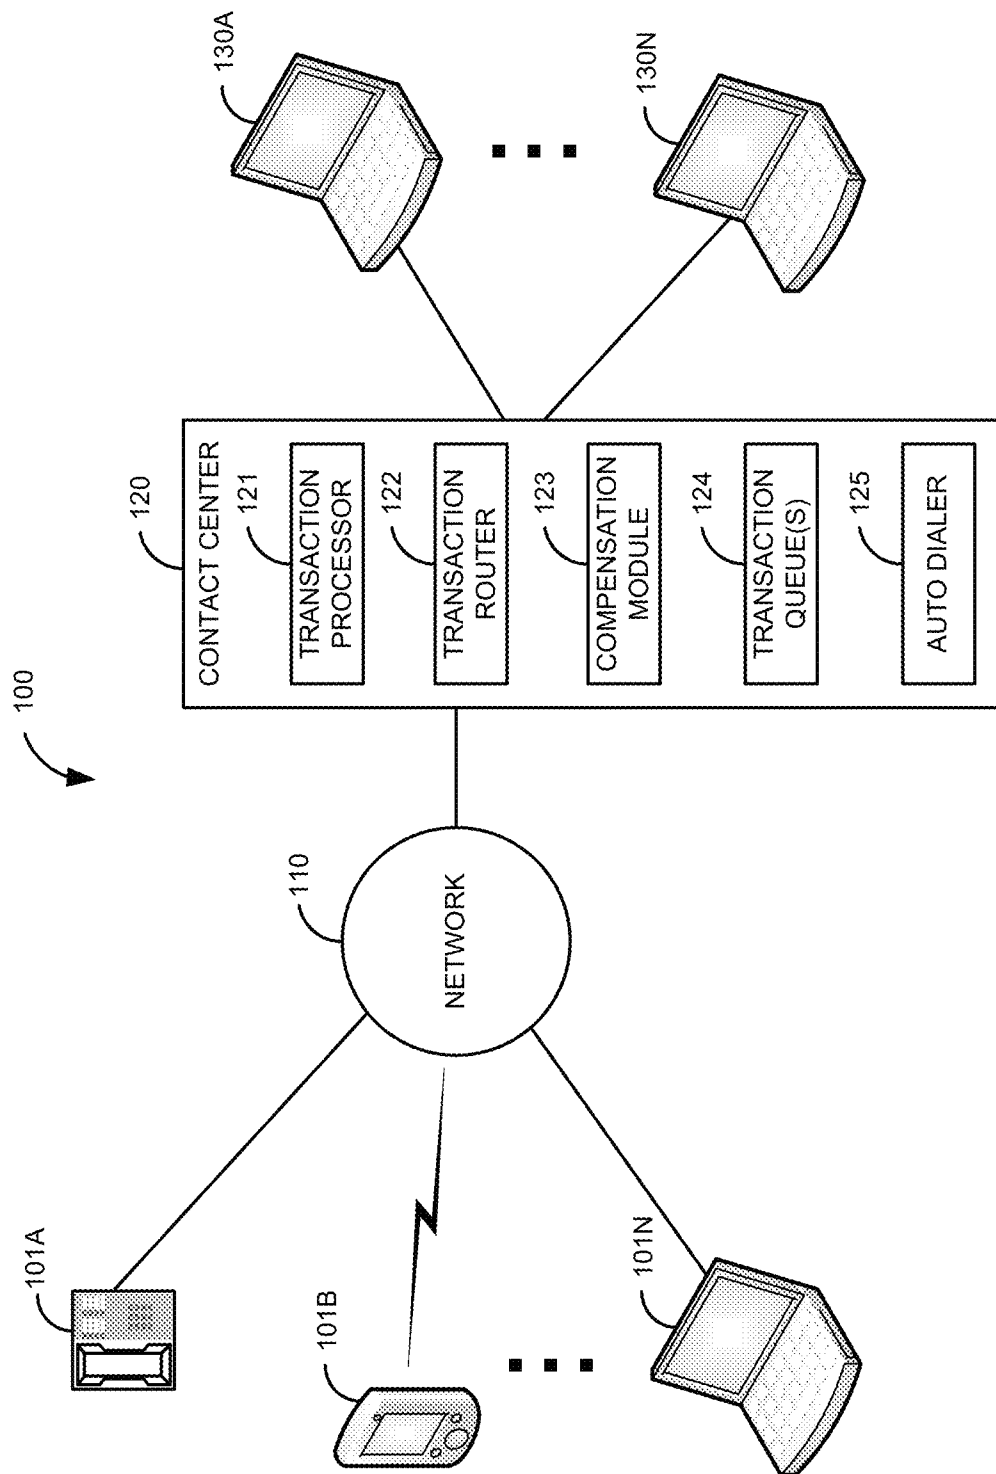 100
101A
101B
101N
110
NETWORK
120
CONTACT CENTER
121
TRANSACTION
PROCESSOR
122
TRANSACTION
ROUTER
123
COMPENSATION
MODULE
124
TRANSACTION
QUEUE(S)
125
AUTO DIALER
130A
130N